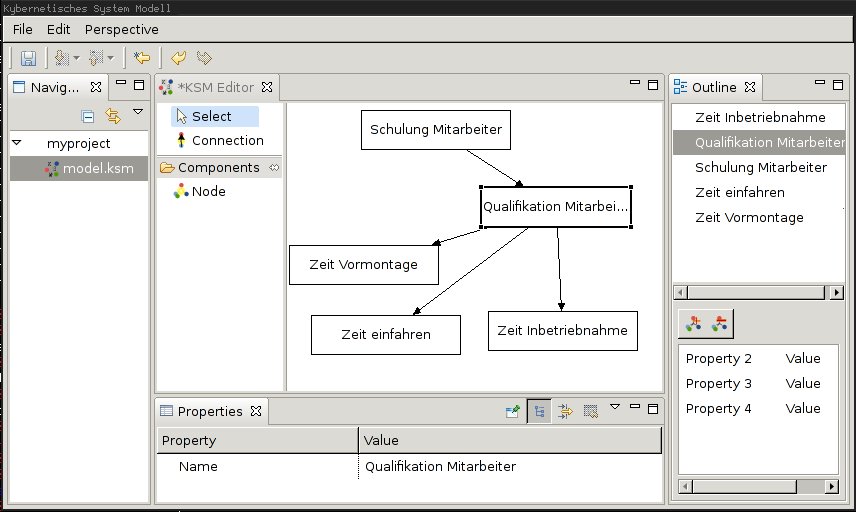 Kybernetisches System Modell
File Edit Perspective
Navig...
myproject
model.ksm
*KSM Editor
Select
Connection
Components
Node
Schulung Mitarbeiter
Qualifikation Mitarbei...
Zeit Vormontage
Zeit einfahren
Zeit Inbetriebnahme
Properties
Property Value
Name Qualifikation Mitarbeiter
Outline
Zeit Inbetriebnahme
Qualifikation Mitarbeiter
Schulung Mitarbeiter
Zeit einfahren
Zeit Vormontage
Property 2 Value
Property 3 Value
Property 4 Value